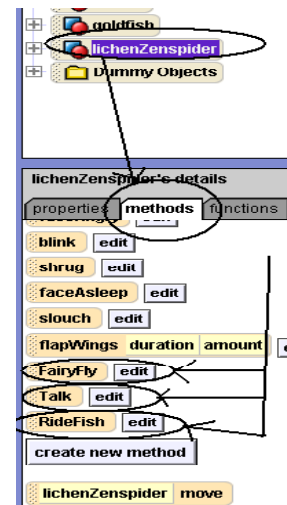 goldfish
lichenZenspider
Dummy Objects
lichenZenspider's details
properties methods functions
edit
blink edit
shrug edit
faceAsleep edit
slouch edit
flapWings duration amount
FairyFly edit
Talk edit
RideFish edit
create new method
lichenZenspider move